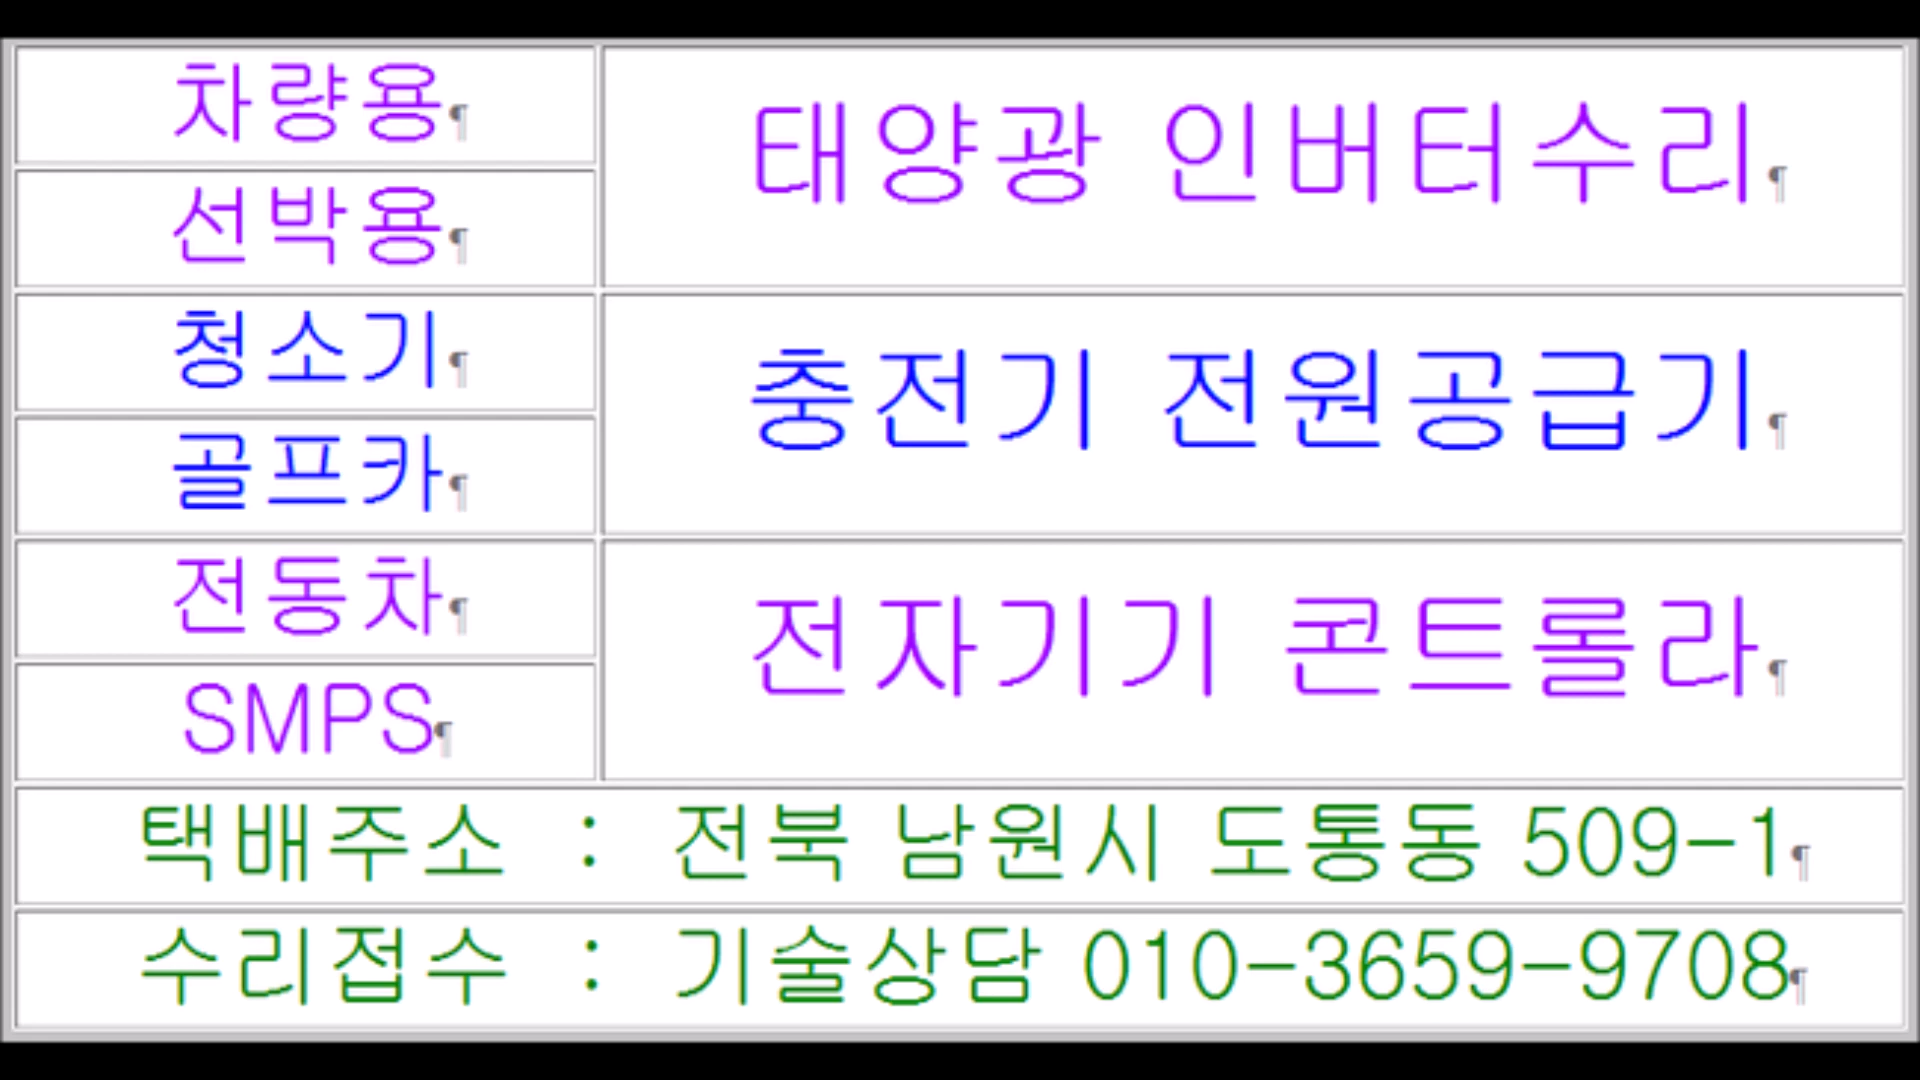 차량용
태양광 인버터수리
선박용
청소기
충전기 전원공급기
골프카
전동차
전자기기 콘트롤라
SMPS
택배주소 : 전북 남원시 도통동 509-1
수리접수 : 기술상담 010-3659-9708